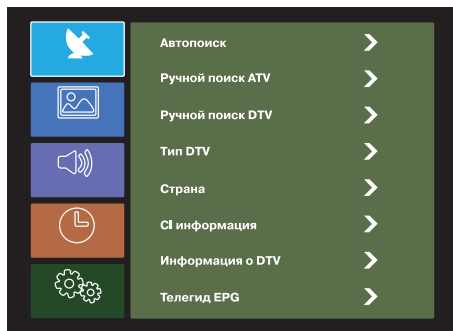 Автопоиск
Ручной поиск ATV
Ручной поиск DTV
Тип DTV
Страна
CI информация
Информация о DTV
Телегид EPG